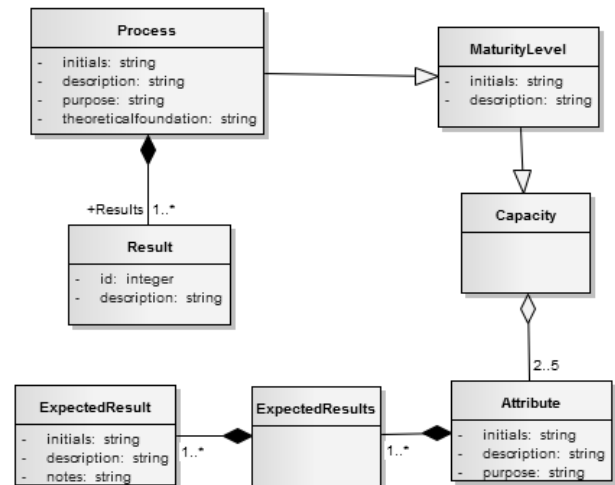 Process
- initials: string
- description: string
- purpose: string
- theoreticalfoundation: string
MaturityLevel
- initials: string
- description: string
+Results 1..*
Result
- id: integer
- description: string
Capacity
2..5
ExpectedResult
- initials: string
- description: string
- notes: string
1..*
ExpectedResults
1..*
Attribute
- initials: string
- description: string
- purpose: string